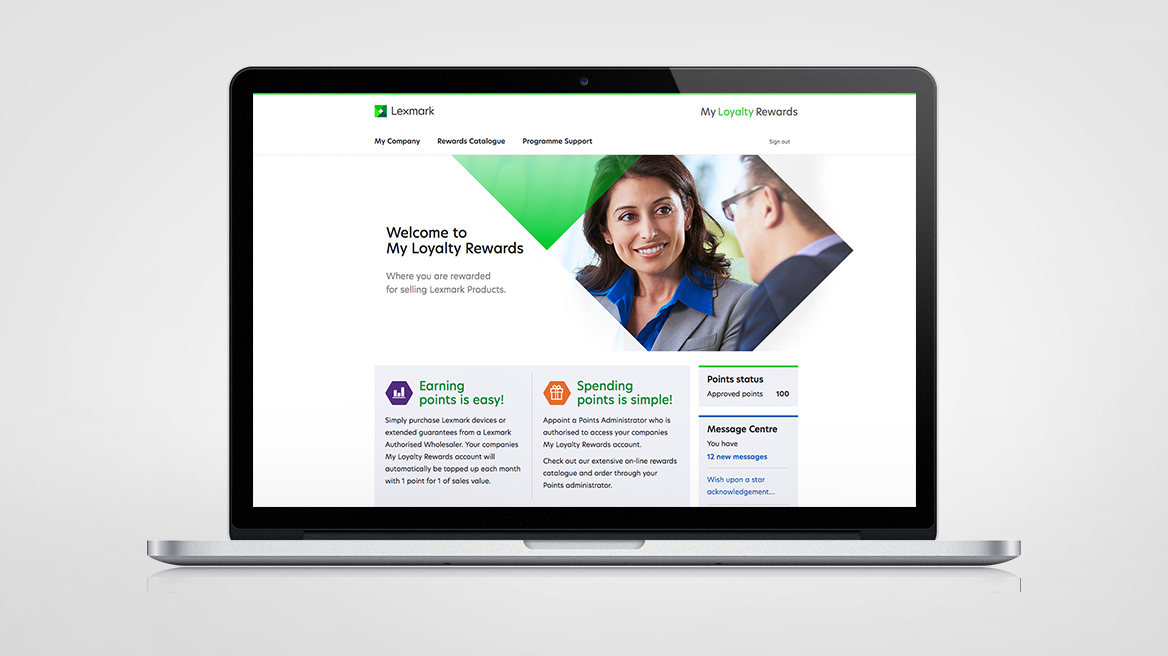 Lexmark
My Loyalty Rewards
My Company
Rewards Catalogue
Programme Support
Sign out
Welcome to
My Loyalty Rewards
Where you are rewarded
for selling Lexmark Products.
Earning
points is easy!
Simply purchase Lexmark devices or
extended guarantees from a Lexmark
Authorised Wholesaler. Your companies
My Loyalty Rewards account will
automatically be topped up each month
with 1 point for 1 of sales value.
Spending
points is simple!
Appoint a Points Administrator who is
authorised to access your companies
My Loyalty Rewards account.
Check out our extensive on-line rewards
catalogue and order through your
Points administrator.
Points status
Approved points 100
Message Centre
You have
12 new messages
Wish upon a star
acknowledgement...